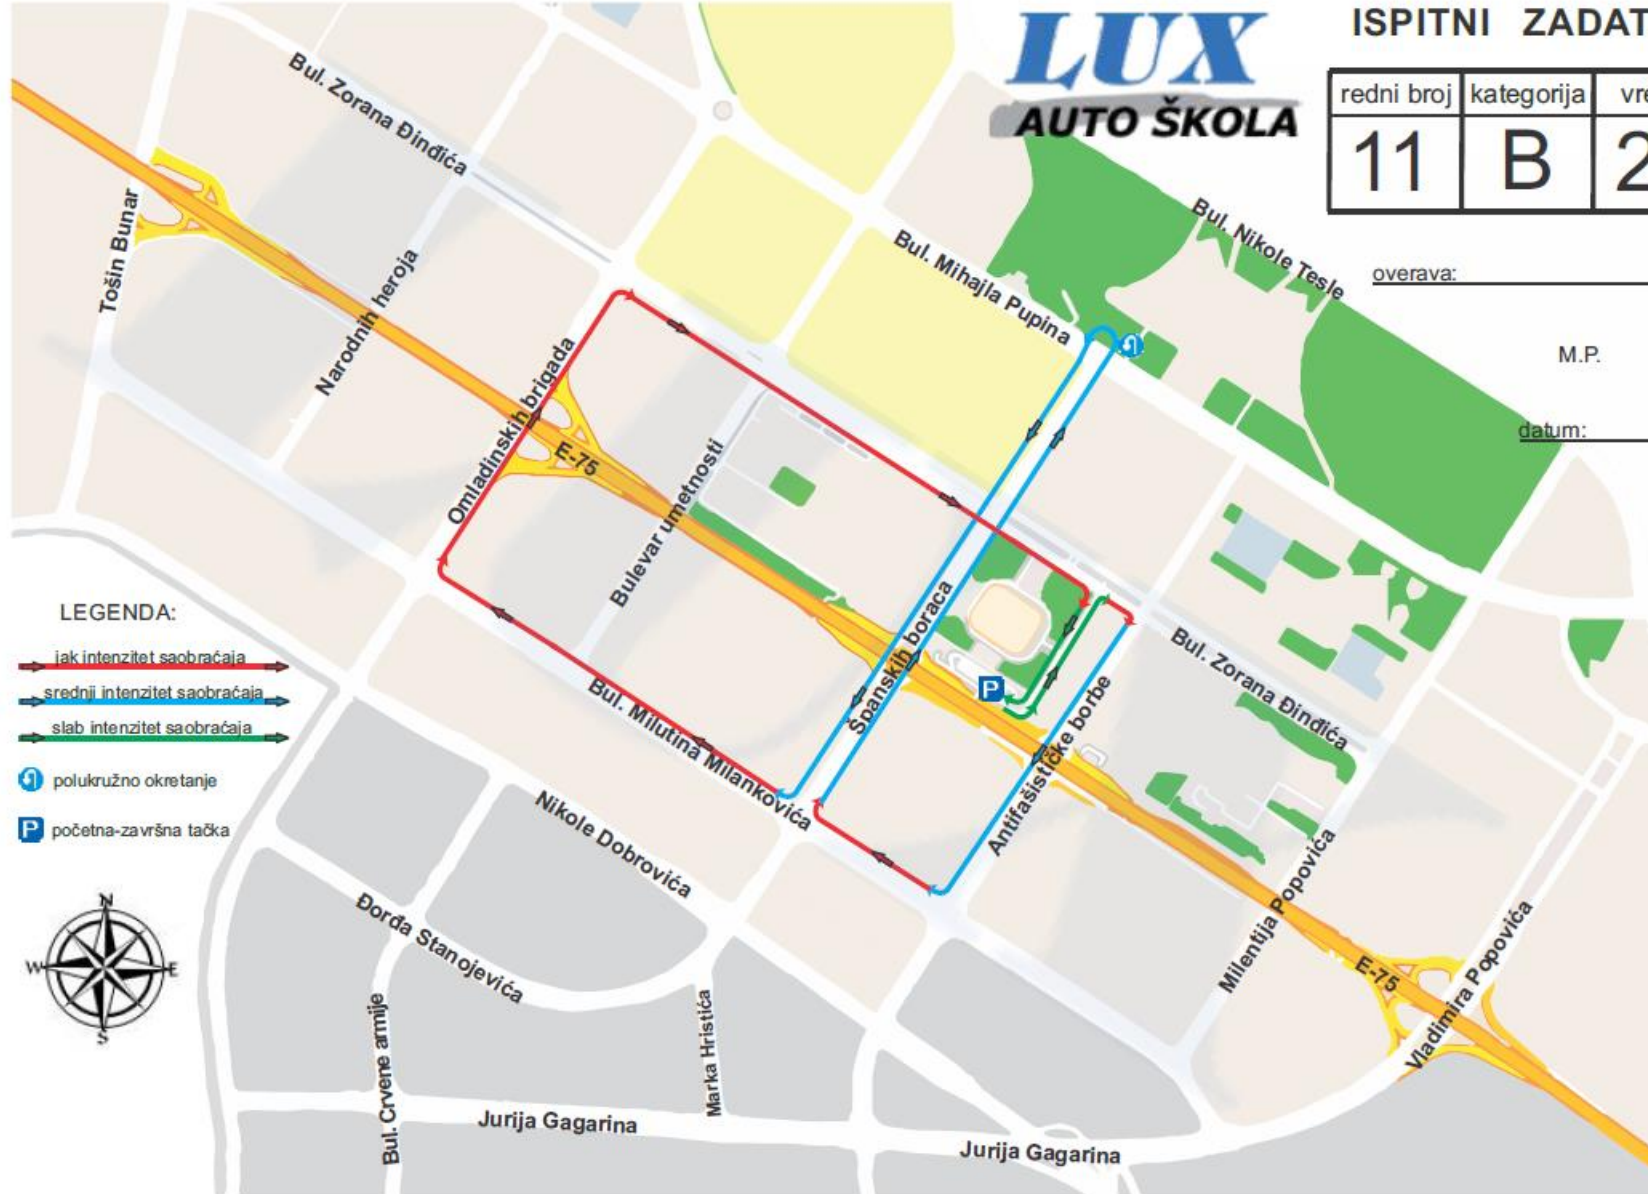 LUX
AUTO ŠKOLA
ISPITNI ZADAT
redni broj kategorija vre
11 B 2
overava:
M.P.
datum:
Bul. Zorana Đinđića
Tošin Bunar
Narodnih heroja
Omladinskih brigada
E-75
Bulevar umetnosti
Bul. Mihajla Pupina
Bul. Nikole Tesle
Španskih boraca
P
Bul. Zorana Đinđića
Antifašističke borbe
Bul. Milutina Milankovića
Nikole Dobrovića
Đorđa Stanojevića
Milentija Popovića
Vladimira Popovića
E-75
Marka Hristića
Bul. Crvene armije
Jurija Gagarina
Jurija Gagarina
LEGENDA:
jak intenzitet saobraćaja
srednji intenzitet saobraćaja
slab intenzitet saobraćaja
polukružno okretanje
P početna-završna tačka
N
W E
S